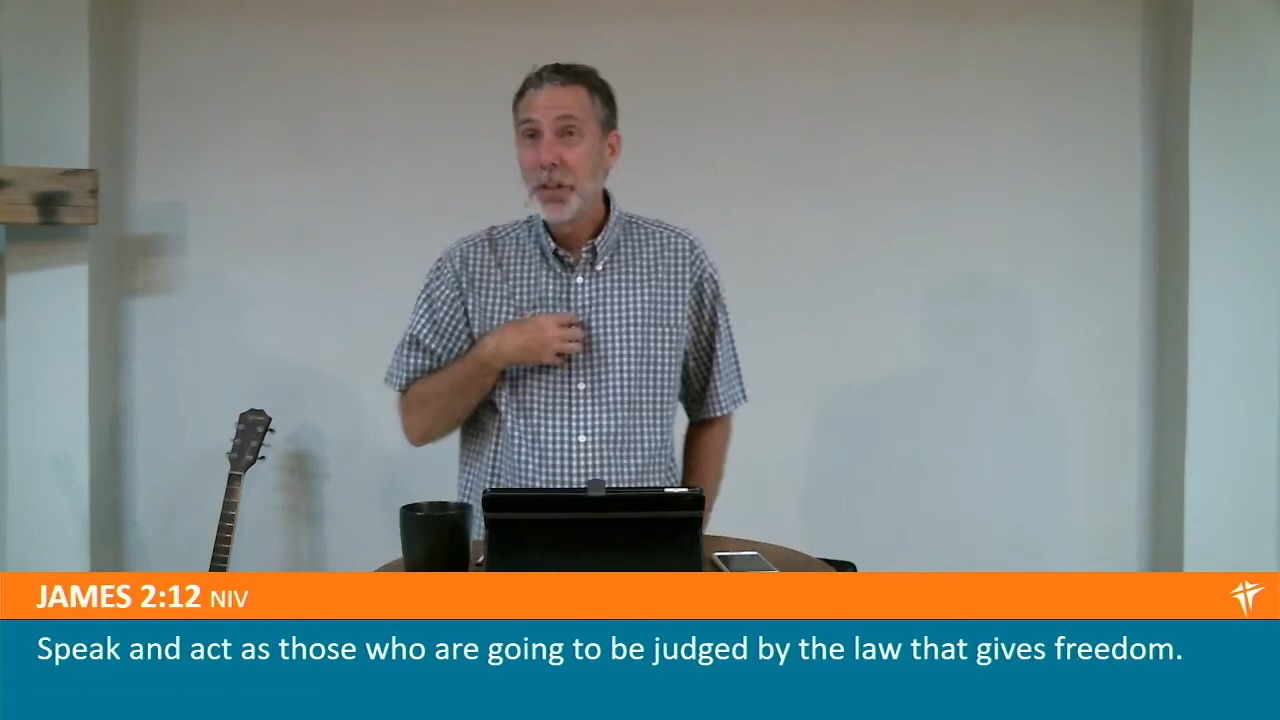 JAMES 2:12 NIV
Speak and act as those who are going to be judged by the law that gives freedom.